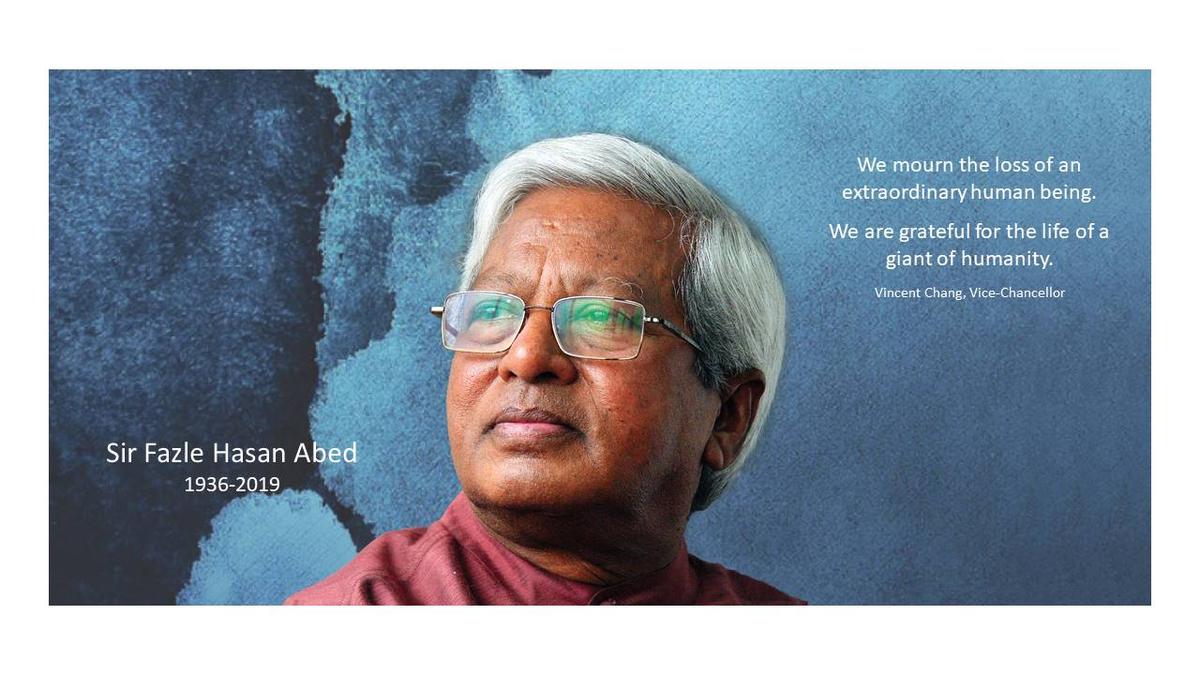 We mourn the loss of an
extraordinary human being.
We are grateful for the life of a
giant of humanity.
Vincent Chang, Vice-Chancellor
Sir Fazle Hasan Abed
1936-2019